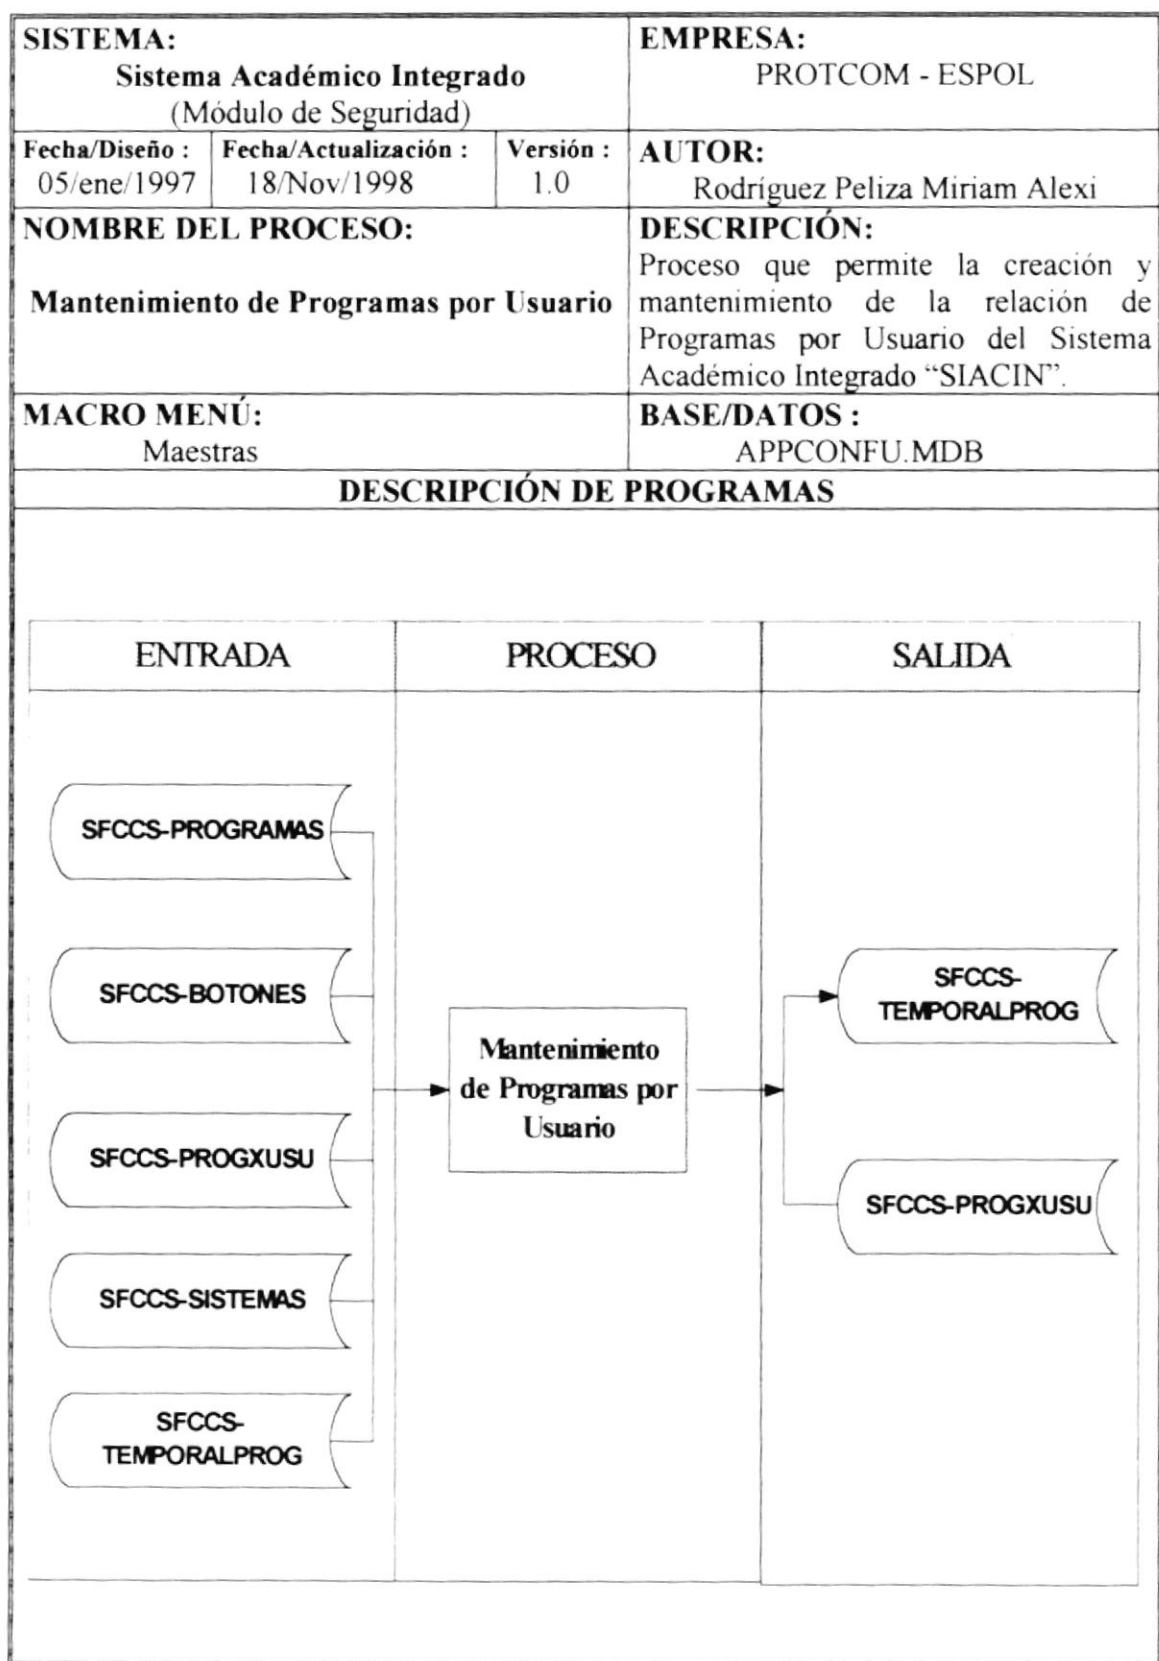 SISTEMA:
Sistema Académico Integrado
(Módulo de Seguridad)
EMPRESA:
PROTCOM - ESPOL
Fecha/Diseño :
05/ene/1997
Fecha/Actualización :
18/Nov/1998
Versión :
1.0
AUTOR:
Rodríguez Peliza Miriam Alexi
NOMBRE DEL PROCESO:
Mantenimiento de Programas por Usuario
DESCRIPCIÓN:
Proceso que permite la creación y
mantenimiento de la relación de
Programas por Usuario del Sistema
Académico Integrado “SIACIN”.
MACRO MENÚ:
Maestras
BASE/DATOS :
APPCONFU.MDB
DESCRIPCIÓN DE PROGRAMAS
ENTRADA
PROCESO
SALIDA
SFCCS-PROGRAMAS
SFCCS-BOTONES
SFCCS-PROGXUSU
SFCCS-SISTEMAS
SFCCS-
TEMPORALPROG
Mantenimiento
de Programas por
Usuario
SFCCS-
TEMPORALPROG
SFCCS-PROGXUSU